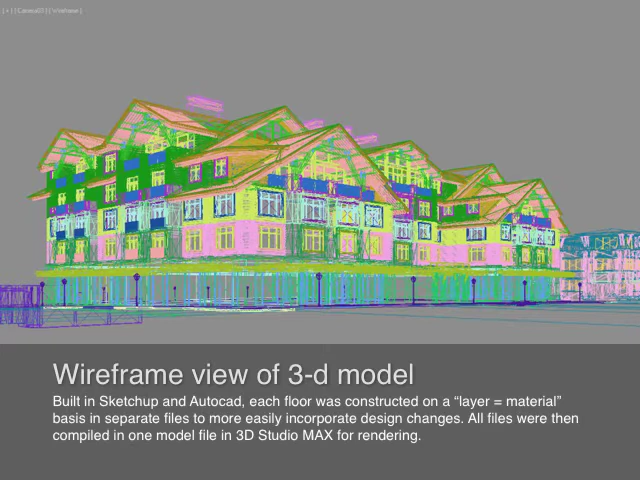 [ + ] [ Camera01 ] [ Wireframe ]
Wireframe view of 3-d model
Built in Sketchup and Autocad, each floor was constructed on a “layer = material”
basis in separate files to more easily incorporate design changes. All files were then
compiled in one model file in 3D Studio MAX for rendering.